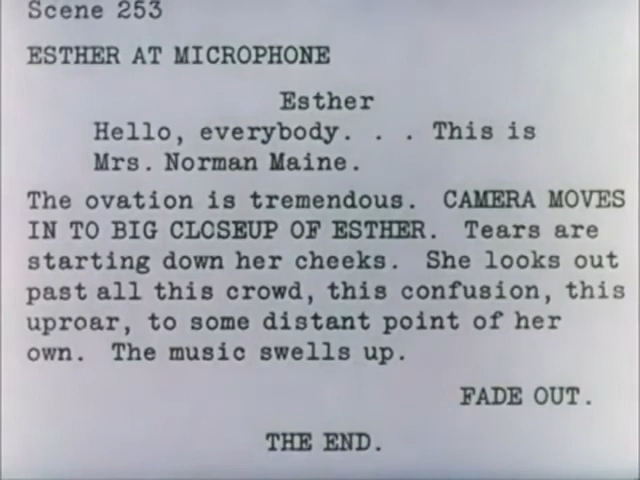 Scene 253
ESTHER AT MICROPHONE
Esther
Hello, everybody. . . This is
Mrs. Norman Maine.
The ovation is tremendous. CAMERA MOVES
IN TO BIG CLOSEUP OF ESTHER. Tears are
starting down her cheeks. She looks out
past all this crowd, this confusion, this
uproar, to some distant point of her
own. The music swells up.
FADE OUT.
THE END.